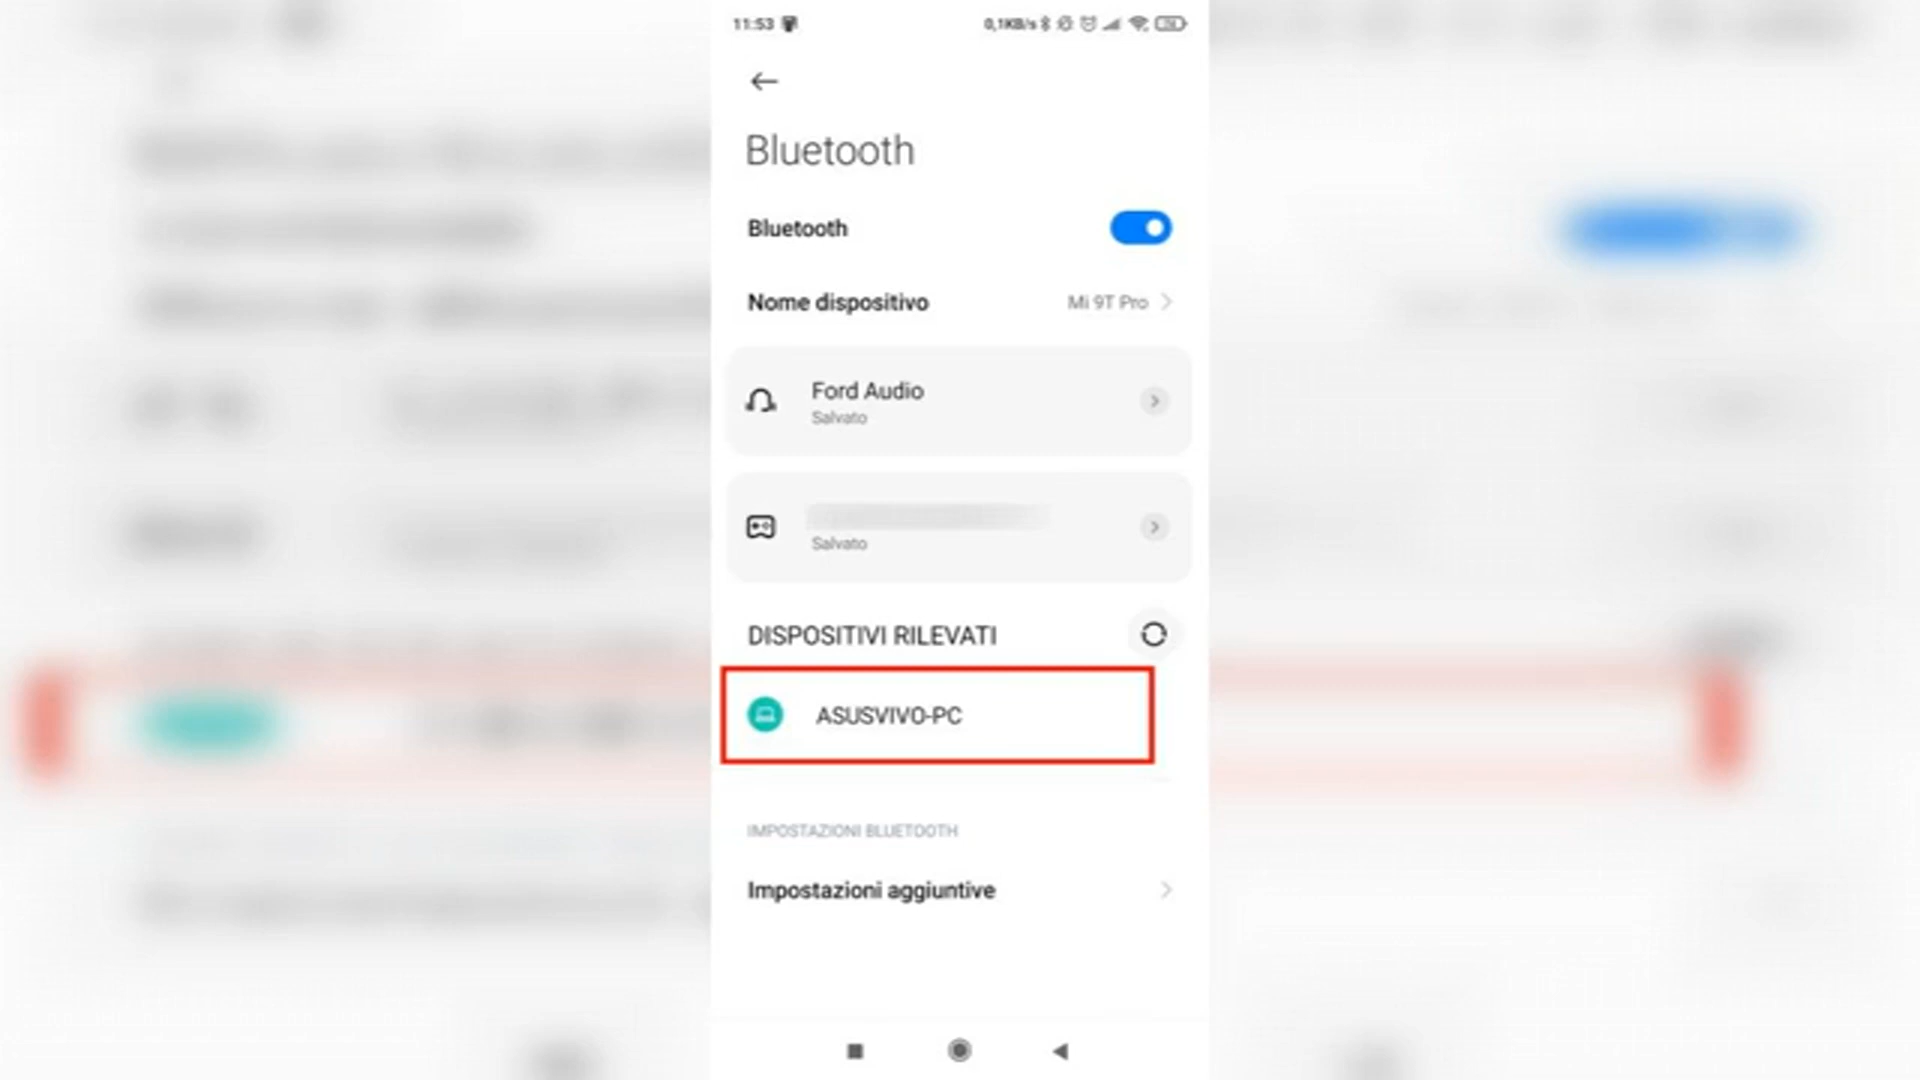 11:53
0,1KB/s
Bluetooth
Bluetooth
Nome dispositivo
Mi 9T Pro
Ford Audio
Salvato
Salvato
DISPOSITIVI RILEVATI
ASUSVIVO-PC
IMPOSTAZIONI BLUETOOTH
Impostazioni aggiuntive